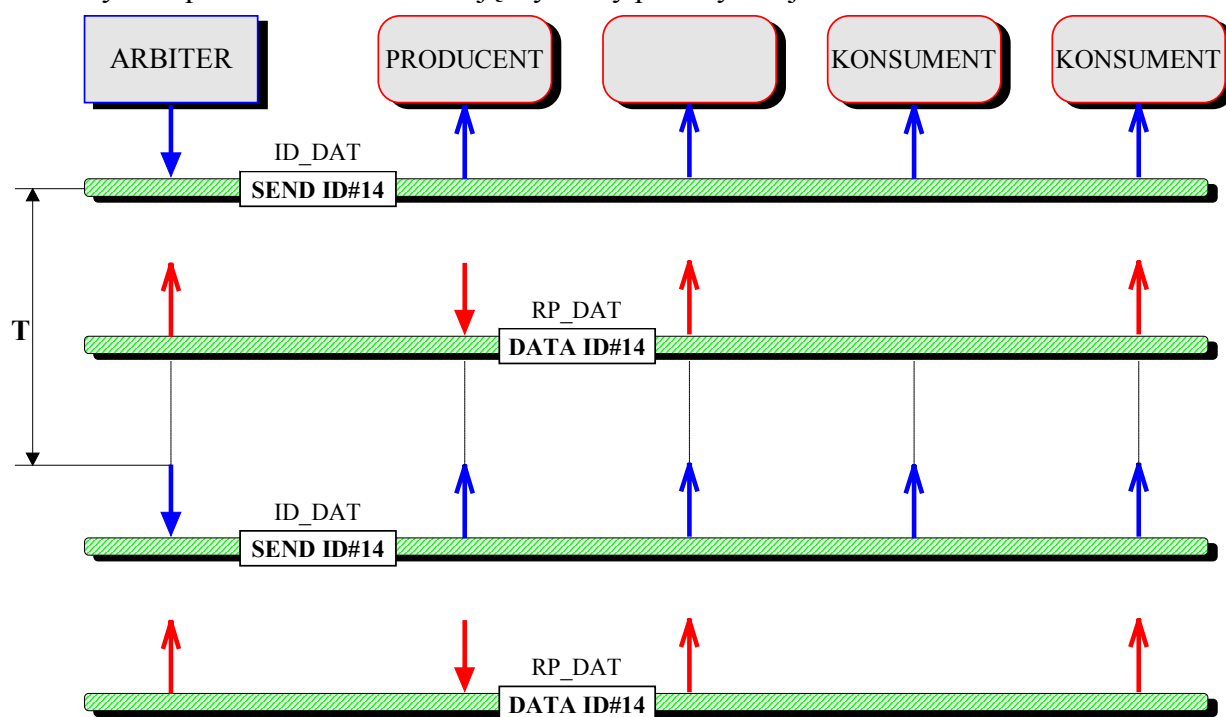 ARBITER
PRODUCENT
KONSUMENT
KONSUMENT
ID_DAT
SEND ID#14
T
RP_DAT
DATA ID#14
ID_DAT
SEND ID#14
RP_DAT
DATA ID#14